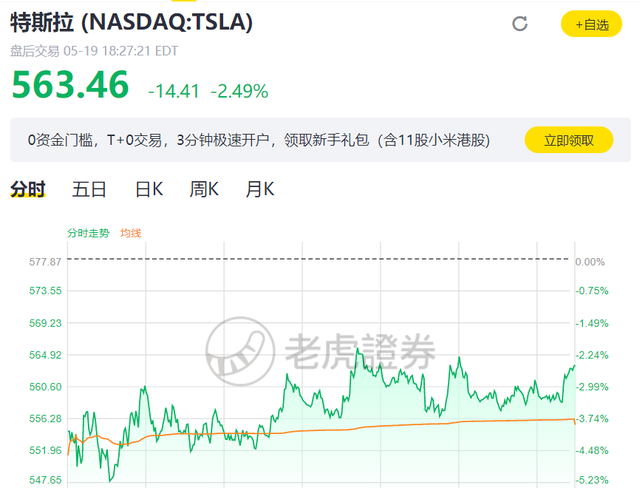 特斯拉 (NASDAQ:TSLA)
+自选
盘后交易 05-19 18:27:21 EDT
563.46 -14.41 -2.49%
0资金门槛，T+0交易，3分钟极速开户，领取新手礼包（含11股小米港股)
立即领取
分时 五日 日K 周K 月K
分时走势 均线
577.87 0.00%
573.55 -0.75%
569.23 -1.49%
564.92 -2.24%
老虎證券
560.60 -2.99%
556.28 -3.74%
551.96 -4.48%
547.65 -5.23%